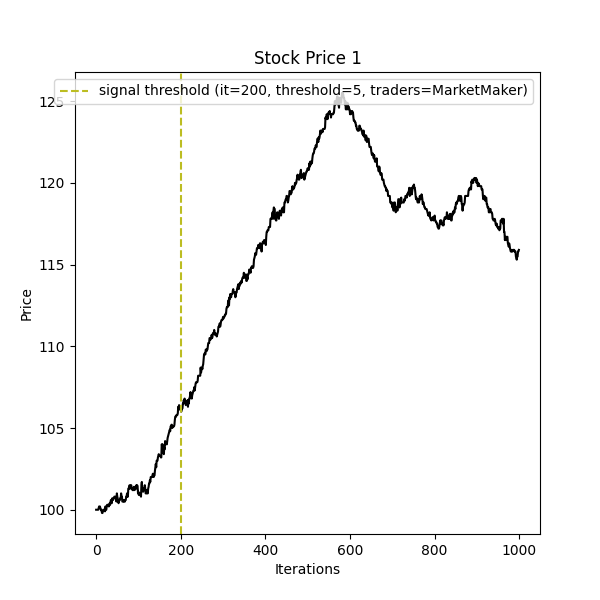 Stock Price 1
signal threshold (it=200, threshold=5, traders=MarketMaker)
125
120
115
110
105
100
Price
0 200 400 600 800 1000
Iterations